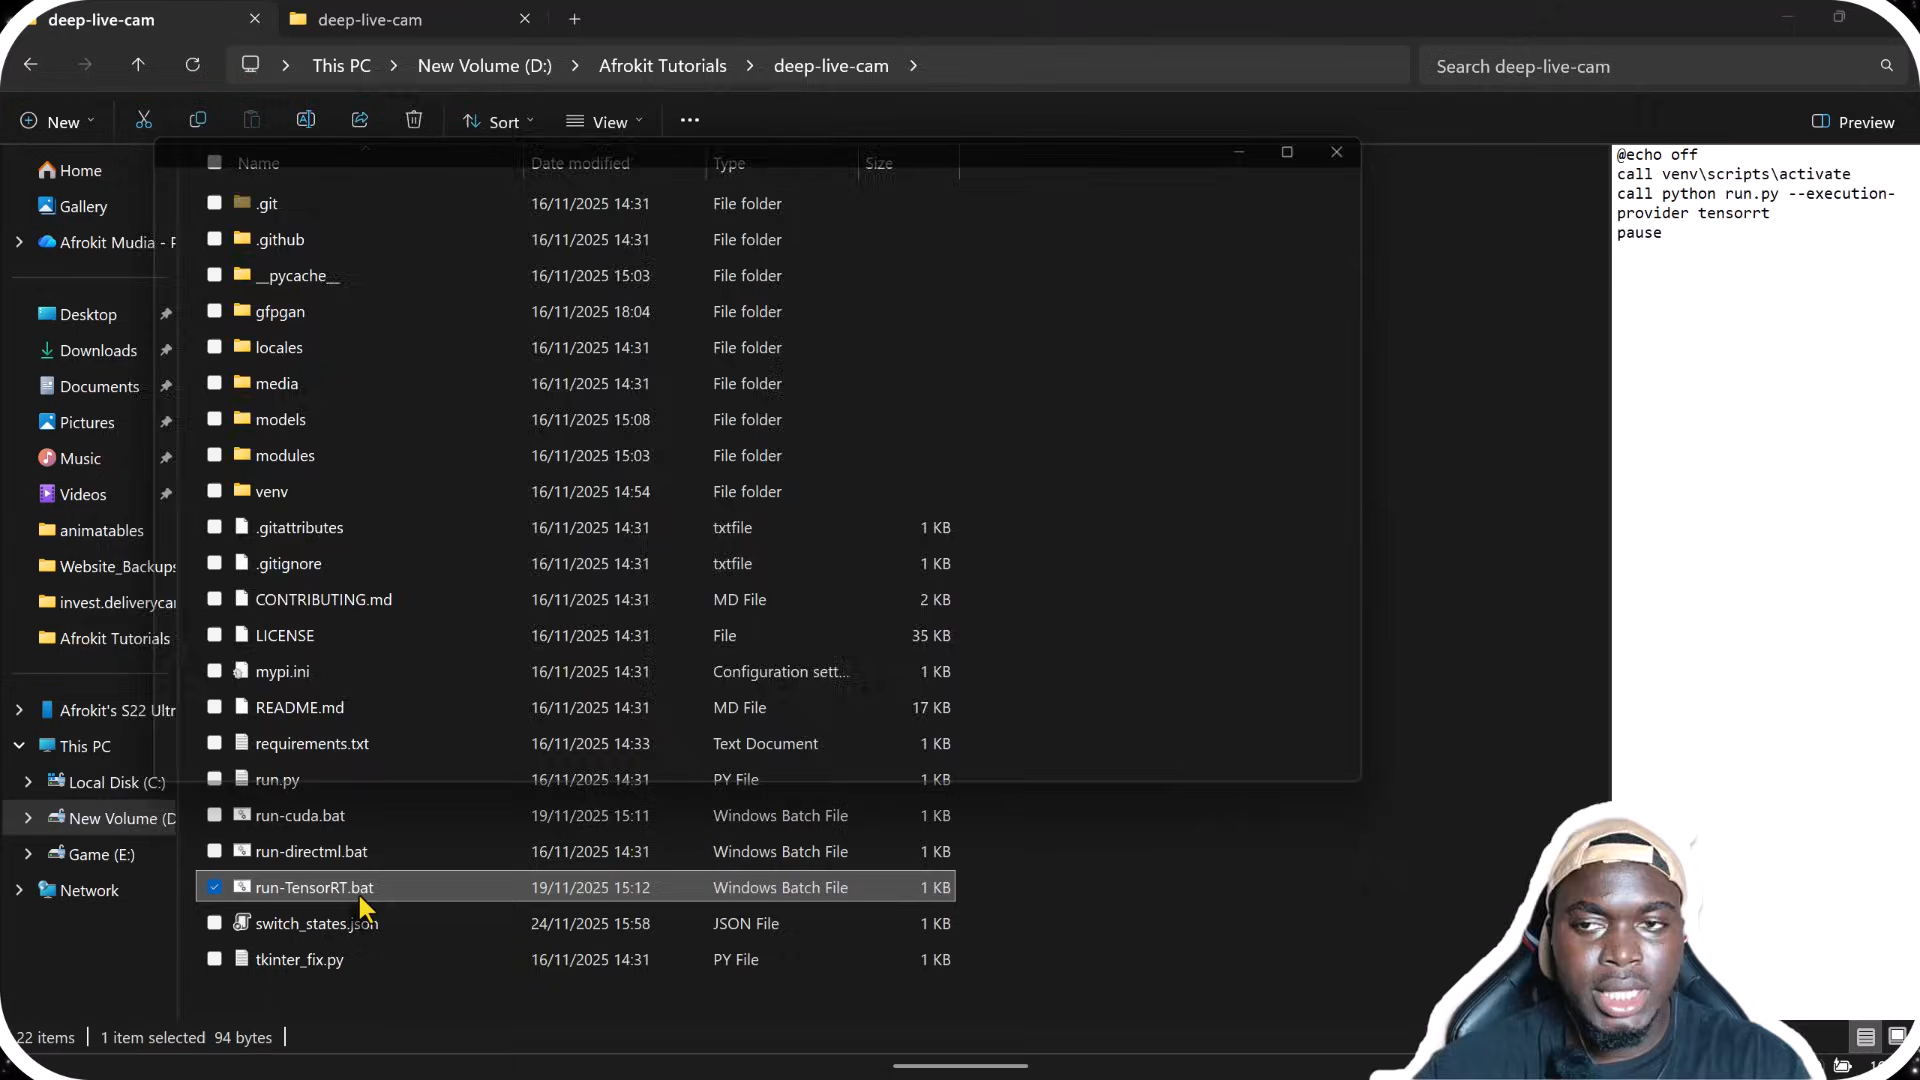 deep-live-cam
deep-live-cam
This PC
New Volume (D:)
Afrokit Tutorials
deep-live-cam
Search deep-live-cam
New
Sort
View
Preview
Home
Gallery
Afrokit Mudia - F
Desktop
Downloads
Documents
Pictures
Music
Videos
animatables
Website_Backups
invest.deliverycar
Afrokit Tutorials
Afrokit's S22 Ultr
This PC
Local Disk (C:)
New Volume (D
Game (E:)
Network
Name Date modified Type Size
.git 16/11/2025 14:31 File folder
.github 16/11/2025 14:31 File folder
__pycache__ 16/11/2025 15:03 File folder
gfpgan 16/11/2025 18:04 File folder
locales 16/11/2025 14:31 File folder
media 16/11/2025 14:31 File folder
models 16/11/2025 15:08 File folder
modules 16/11/2025 15:03 File folder
venv 16/11/2025 14:54 File folder
.gitattributes 16/11/2025 14:31 txtfile 1 KB
.gitignore 16/11/2025 14:31 txtfile 1 KB
CONTRIBUTING.md 16/11/2025 14:31 MD File 2 KB
LICENSE 16/11/2025 14:31 File 35 KB
mypi.ini 16/11/2025 14:31 Configuration sett... 1 KB
README.md 16/11/2025 14:31 MD File 17 KB
requirements.txt 16/11/2025 14:33 Text Document 1 KB
run.py 16/11/2025 14:31 PY File 1 KB
run-cuda.bat 19/11/2025 15:11 Windows Batch File 1 KB
run-directml.bat 16/11/2025 14:31 Windows Batch File 1 KB
run-TensorRT.bat 19/11/2025 15:12 Windows Batch File 1 KB
switch_states.json 24/11/2025 15:58 JSON File 1 KB
tkinter_fix.py 16/11/2025 14:31 PY File 1 KB
@echo off
call venv\scripts\activate
call python run.py --execution-
provider tensorrt
pause
22 items 1 item selected 94 bytes